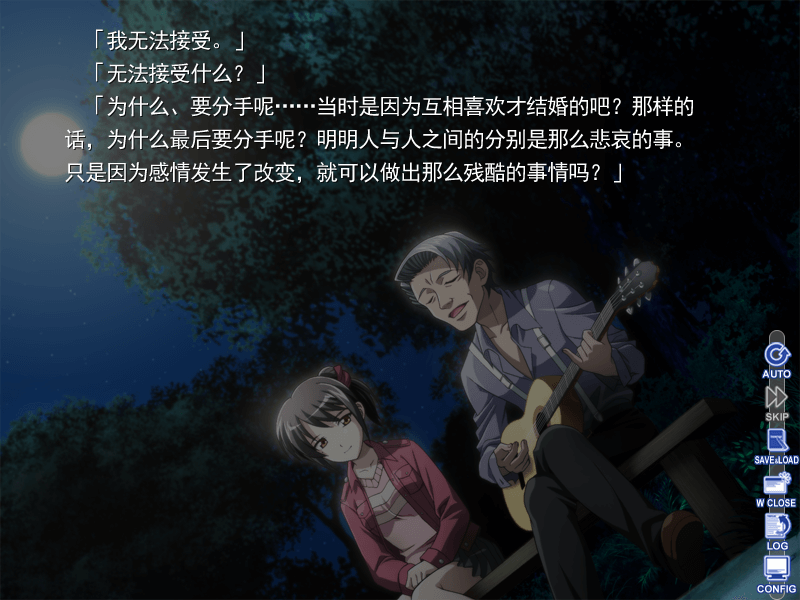 「我无法接受。」
「无法接受什么？」
「为什么、要分手呢……当时是因为互相喜欢才结婚的吧？那样的
话，为什么最后要分手呢？明明人与人之间的分别是那么悲哀的事。
只是因为感情发生了改变，就可以做出那么残酷的事情吗？」
AUTO
SKIP
SAVE&LOAD
W CLOSE
LOG
CONFIG